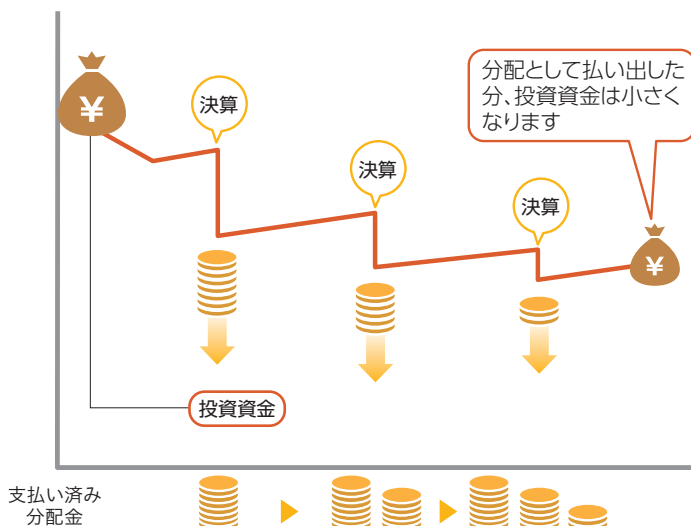 ¥
決算
分配として払い出した
分、投資資金は小さく
なります
決算
決算
¥
投資資金
支払い済み
分配金